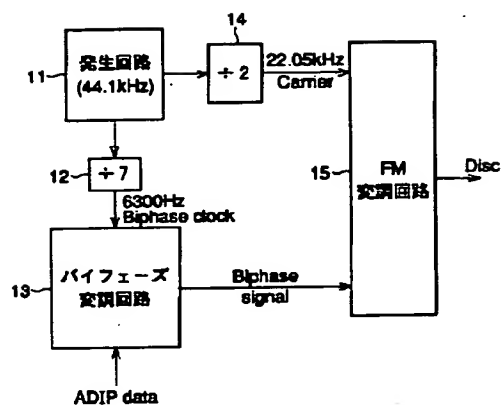 14
発生回路
(44.1kHz)
11
÷2
22.05kHz
Carrier
12
÷7
15
FM
変調回路
Disc
6300Hz
Biphase clock
13
バイフェーズ
変調回路
Biphase
signal
ADIP data